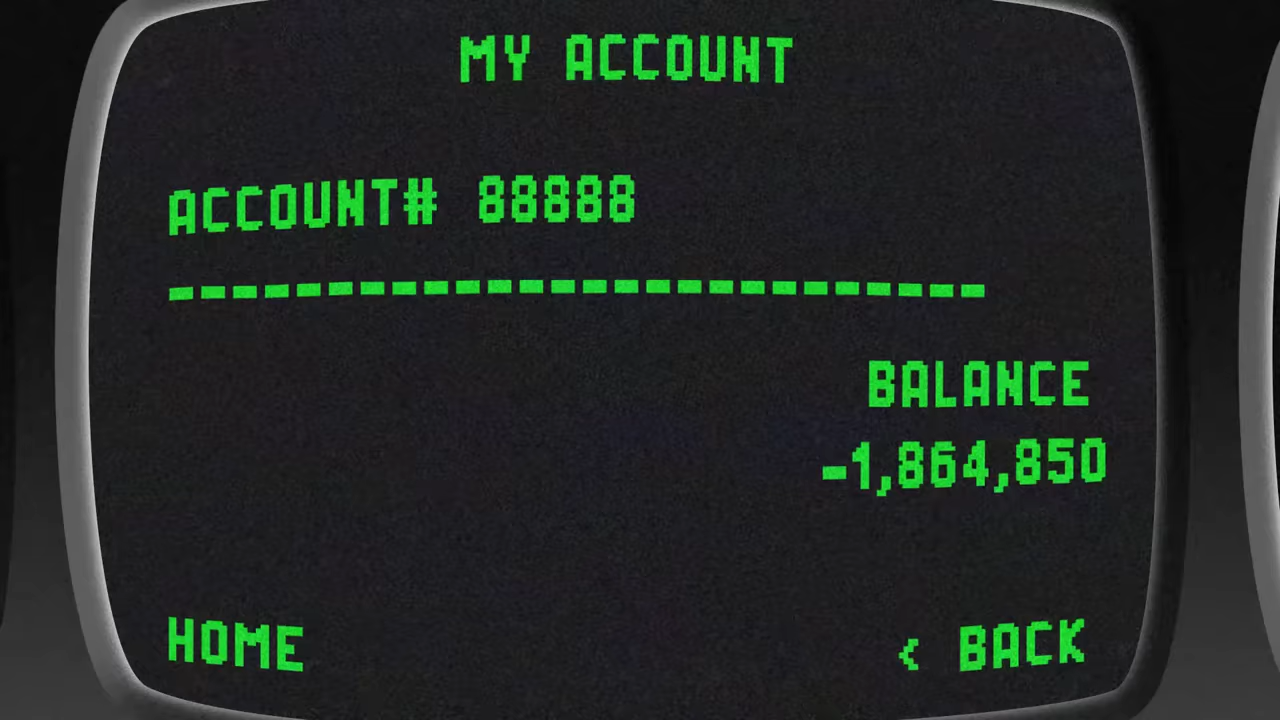 MY ACCOUNT
ACCOUNT# 88888
--------------------------
BALANCE
-1,864,850
HOME
< BACK